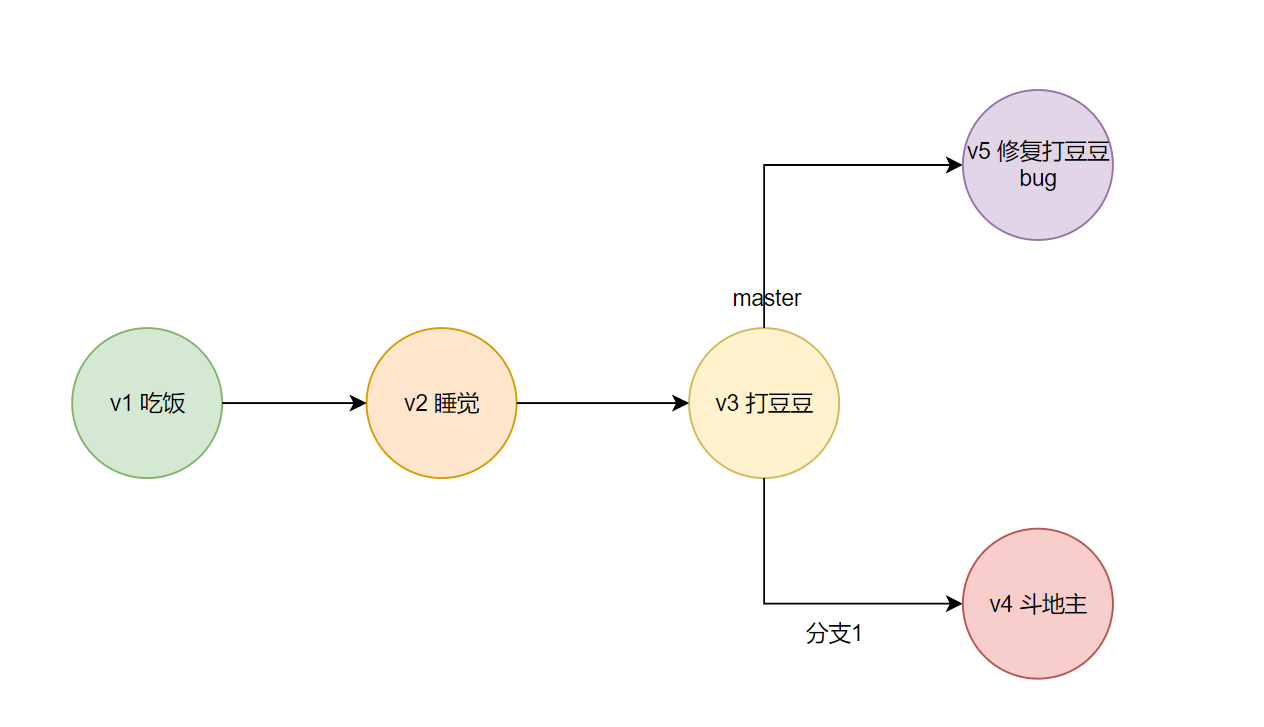 v5 修复打豆豆
bug
master
v1 吃饭
v2 睡觉
v3 打豆豆
v4 斗地主
分支1